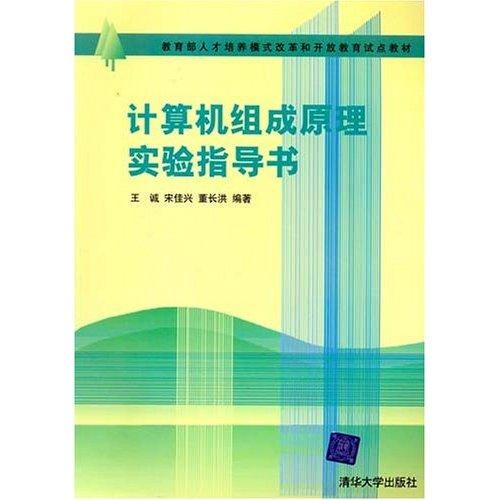 教育部人才培养模式改革和开放教育试点教材
计算机组成原理
实验指导书
王 诚 宋佳兴 董长洪 编著
清华大学出版社